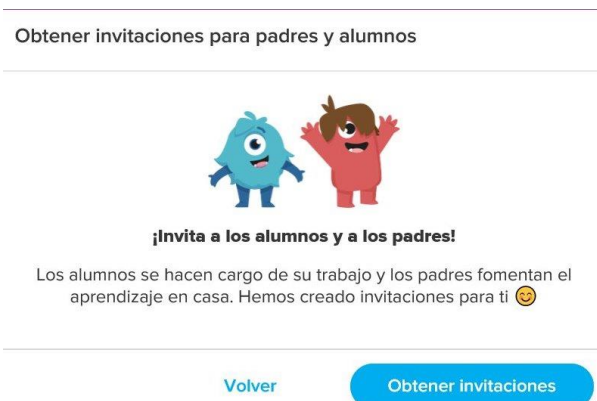 Obtener invitaciones para padres y alumnos
¡Invita a los alumnos y a los padres!
Los alumnos se hacen cargo de su trabajo y los padres fomentan el
aprendizaje en casa. Hemos creado invitaciones para ti 😊
Volver
Obtener invitaciones